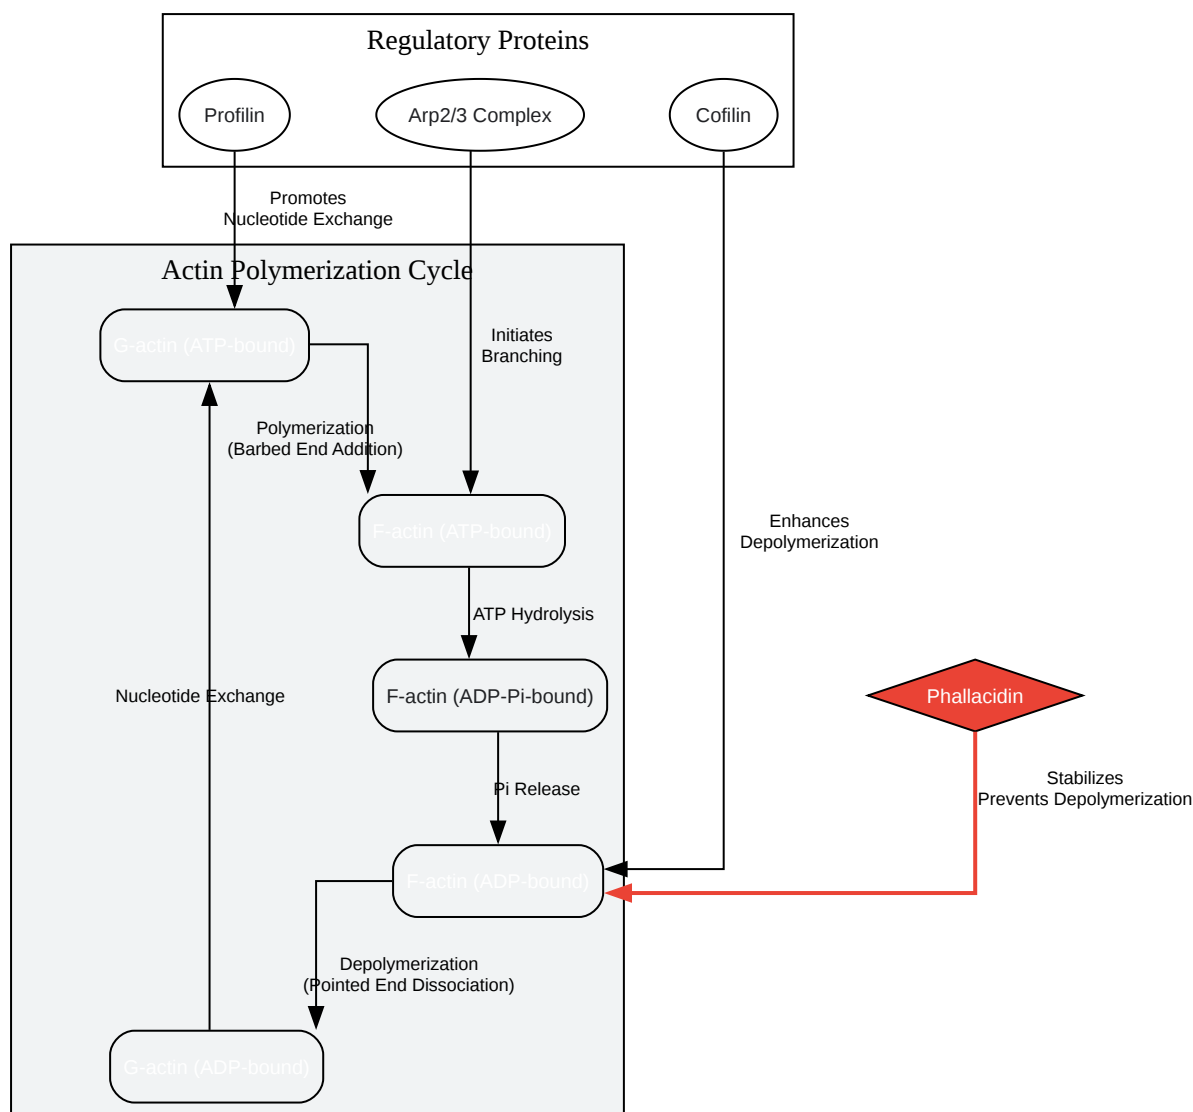 Regulatory Proteins
Profilin
Arp2/3 Complex
Cofilin
Promotes
Nucleotide Exchange
Actin Polymerization Cycle
G-actin (ATP-bound)
Initiates
Branching
Polymerization
(Barbed End Addition)
F-actin (ATP-bound)
Enhances
Depolymerization
ATP Hydrolysis
Nucleotide Exchange
F-actin (ADP-Pi-bound)
Phallacidin
Pi Release
Stabilizes
Prevents Depolymerization
F-actin (ADP-bound)
Depolymerization
(Pointed End Dissociation)
G-actin (ADP-bound)